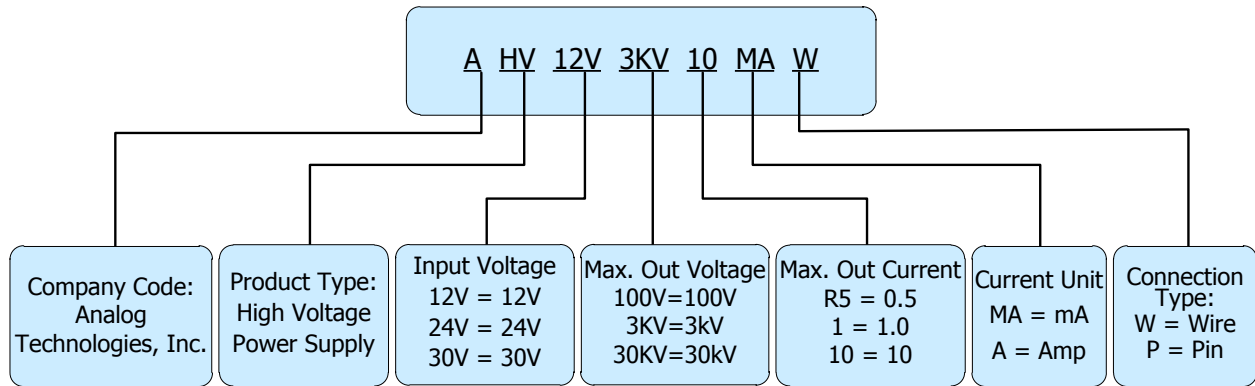 A HV 12V 3KV 10 MA W
Company Code:
Analog
Technologies, Inc.
Product Type:
High Voltage
Power Supply
Input Voltage
12V = 12V
24V = 24V
30V = 30V
Max. Out Voltage
100V=100V
3KV=3kV
30KV=30kV
Max. Out Current
R5 = 0.5
1 = 1.0
10 = 10
Current Unit
MA = mA
A = Amp
Connection
Type:
W = Wire
P = Pin